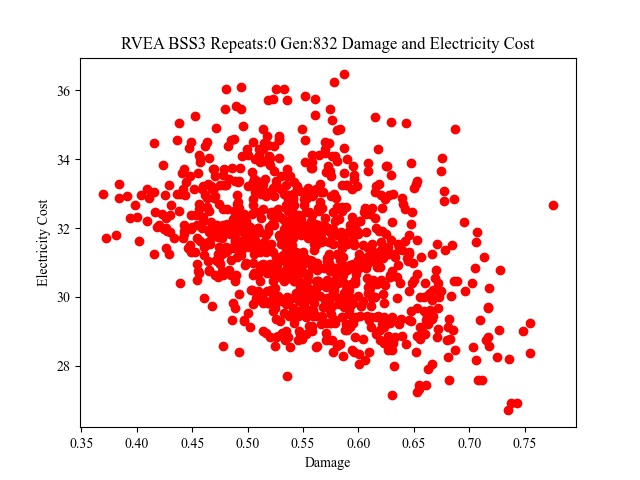 RVEA BSS3 Repeats:0 Gen:832 Damage and Electricity Cost
36
34
32
30
28
Electricity Cost
0.35 0.40 0.45 0.50 0.55 0.60 0.65 0.70 0.75
Damage